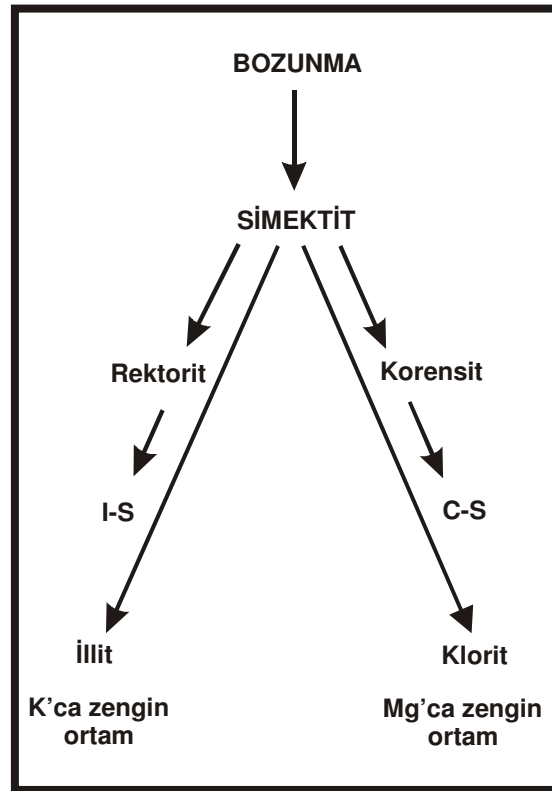 BOZUNMA
SİMEKTİT
Rektorit
Korensit
I-S
C-S
İllit
Klorit
K'ca zengin
ortam
Mg'ca zengin
ortam